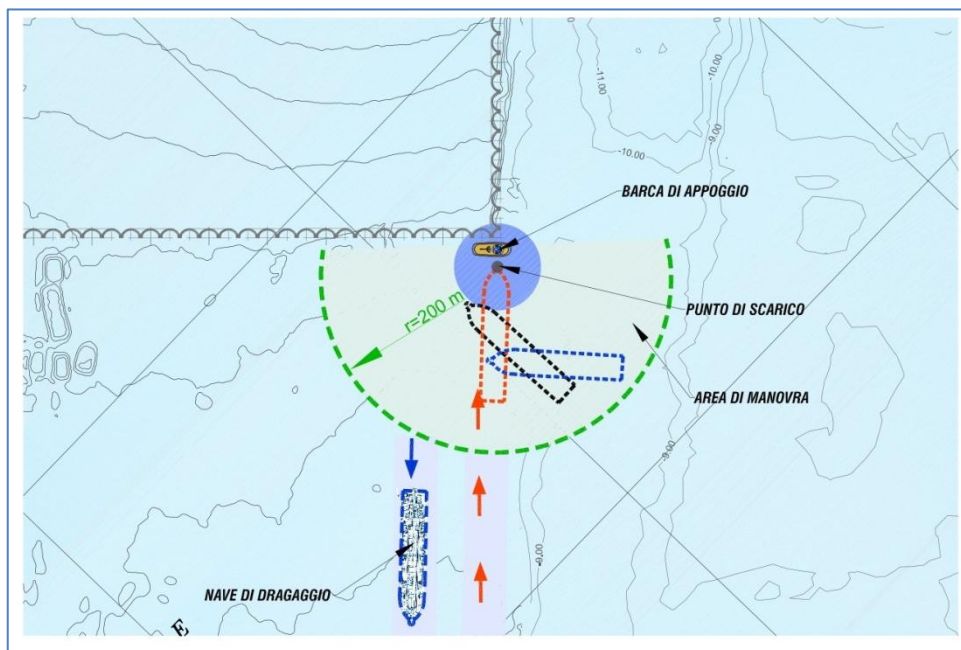 -11.00
-10.00
-9.00
-10.00
BARCA DI APPOGGIO
PUNTO DI SCARICO
r=200 m
AREA DI MANOVRA
-9.00
-9.00
NAVE DI DRAGAGGIO
E